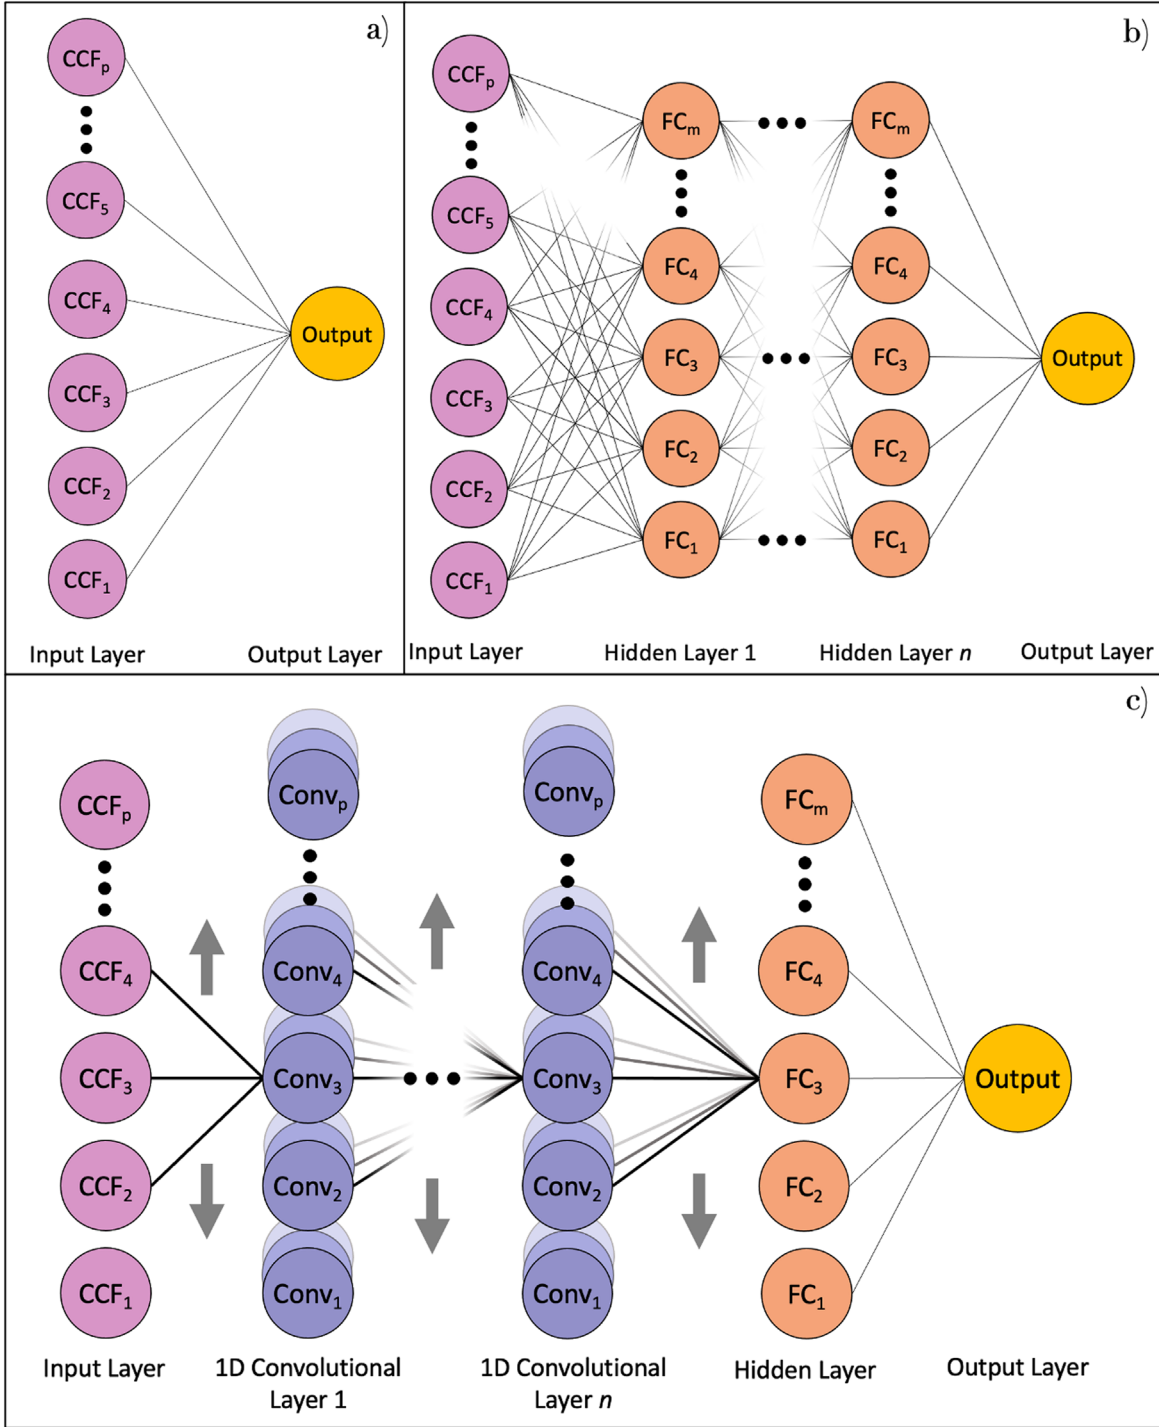 a)
CCFp
CCF5
CCF4
CCF3
CCF2
CCF1
Output
Input Layer
Output Layer
b)
CCFp
CCF5
CCF4
CCF3
CCF2
CCF1
FCm
FC4
FC3
FC2
FC1
FCm
FC4
FC3
FC2
FC1
Output
Input Layer
Hidden Layer 1
Hidden Layer n
Output Layer
c)
CCFp
CCF4
CCF3
CCF2
CCF1
Convp
Conv4
Conv3
Conv2
Conv1
Convp
Conv4
Conv3
Conv2
Conv1
FCm
FC4
FC3
FC2
FC1
Output
Input Layer
1D Convolutional
Layer 1
1D Convolutional
Layer n
Hidden Layer
Output Layer